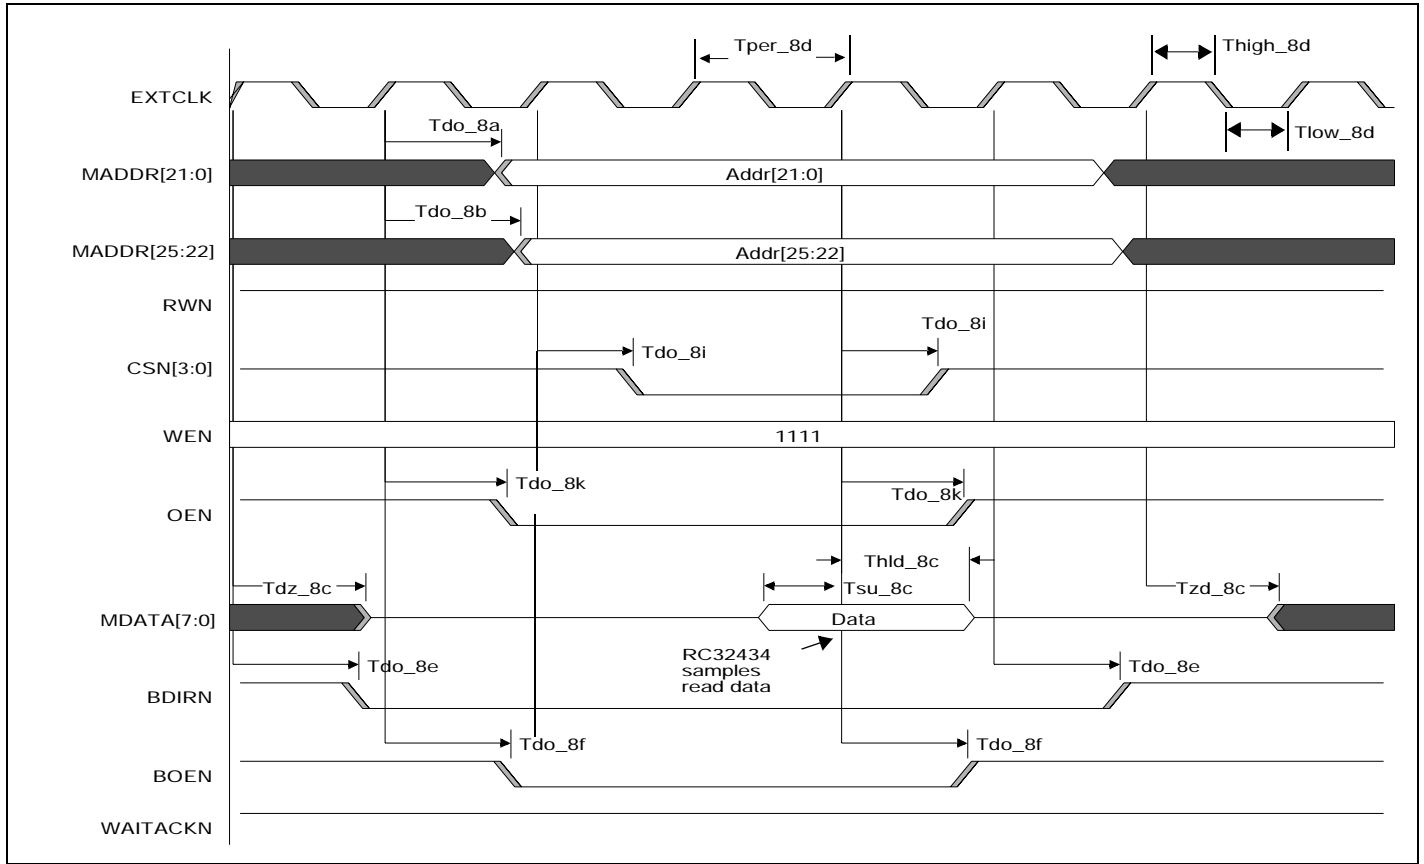 Tper_8d
Thigh_8d
EXTCLK
Tdo_8a
Tlow_8d
MADDR[21:0]
Addr[21:0]
Tdo_8b
MADDR[25:22]
Addr[25:22]
RWN
Tdo_8i
Tdo_8i
CSN[3:0]
WEN
1111
Tdo_8k
Tdo_8k
OEN
Thld_8c
Tdz_8c
Tsu_8c
Tzd_8c
MDATA[7:0]
Data
RC32434
samples
read data
Tdo_8e
Tdo_8e
BDIRN
Tdo_8f
Tdo_8f
BOEN
WAITACKN